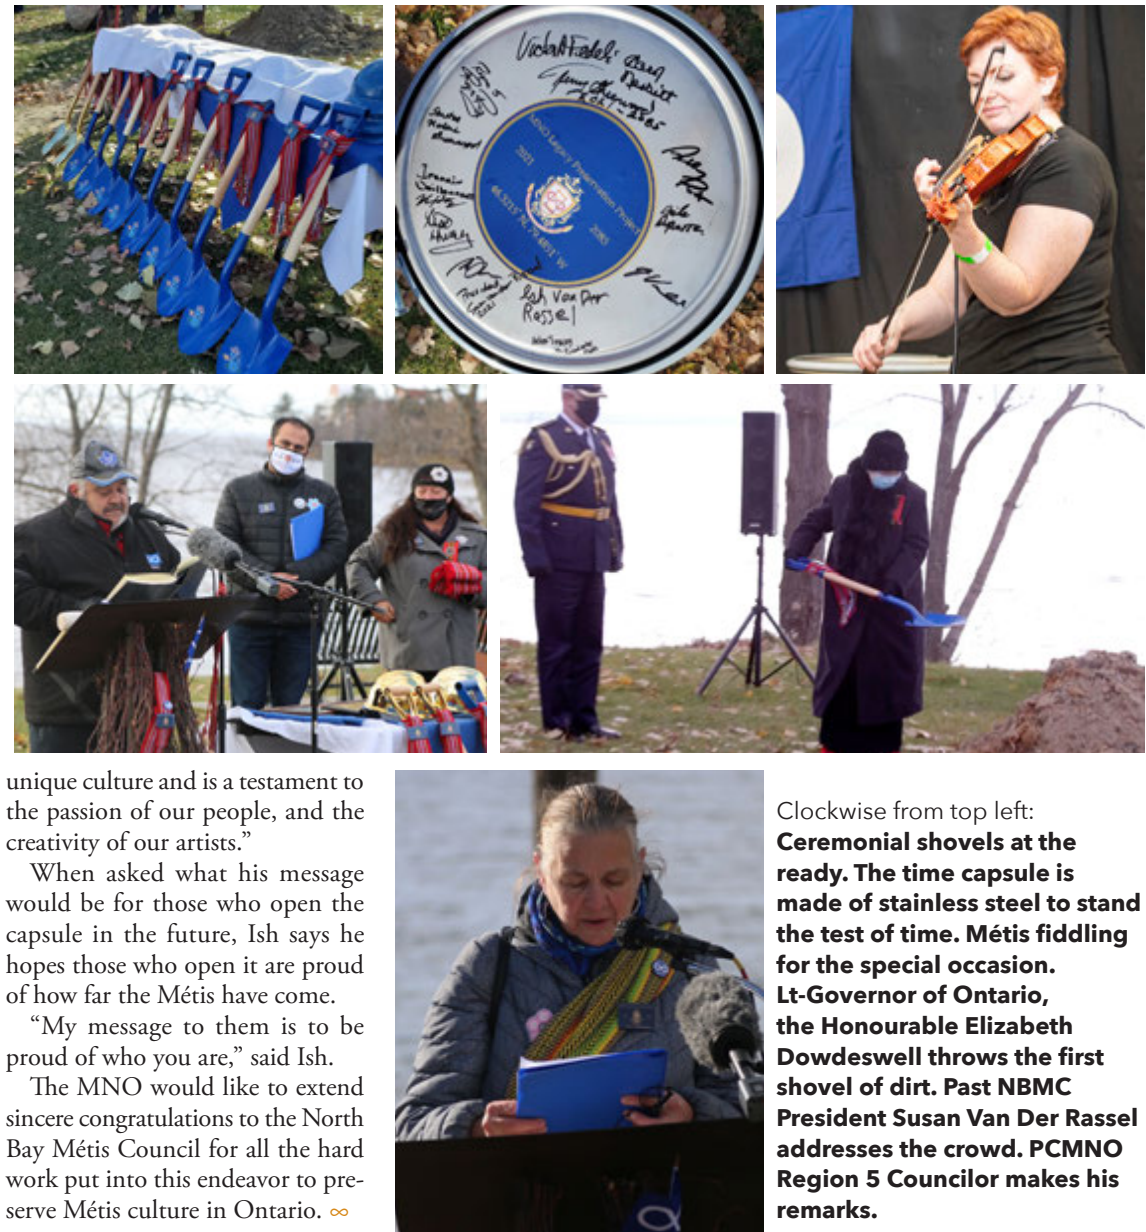 MNO Legacy Preservation Project
2021
2085
unique culture and is a testament to
the passion of our people, and the
creativity of our artists.”
When asked what his message
would be for those who open the
capsule in the future, Ish says he
hopes those who open it are proud
of how far the Métis have come.
“My message to them is to be
proud of who you are,” said Ish.
The MNO would like to extend
sincere congratulations to the North
Bay Métis Council for all the hard
work put into this endeavor to pre-
serve Métis culture in Ontario. ∞
Clockwise from top left:
Ceremonial shovels at the
ready. The time capsule is
made of stainless steel to stand
the test of time. Métis fiddling
for the special occasion.
Lt-Governor of Ontario,
the Honourable Elizabeth
Dowdeswell throws the first
shovel of dirt. Past NBMC
President Susan Van Der Rassel
addresses the crowd. PCMNO
Region 5 Councilor makes his
remarks.